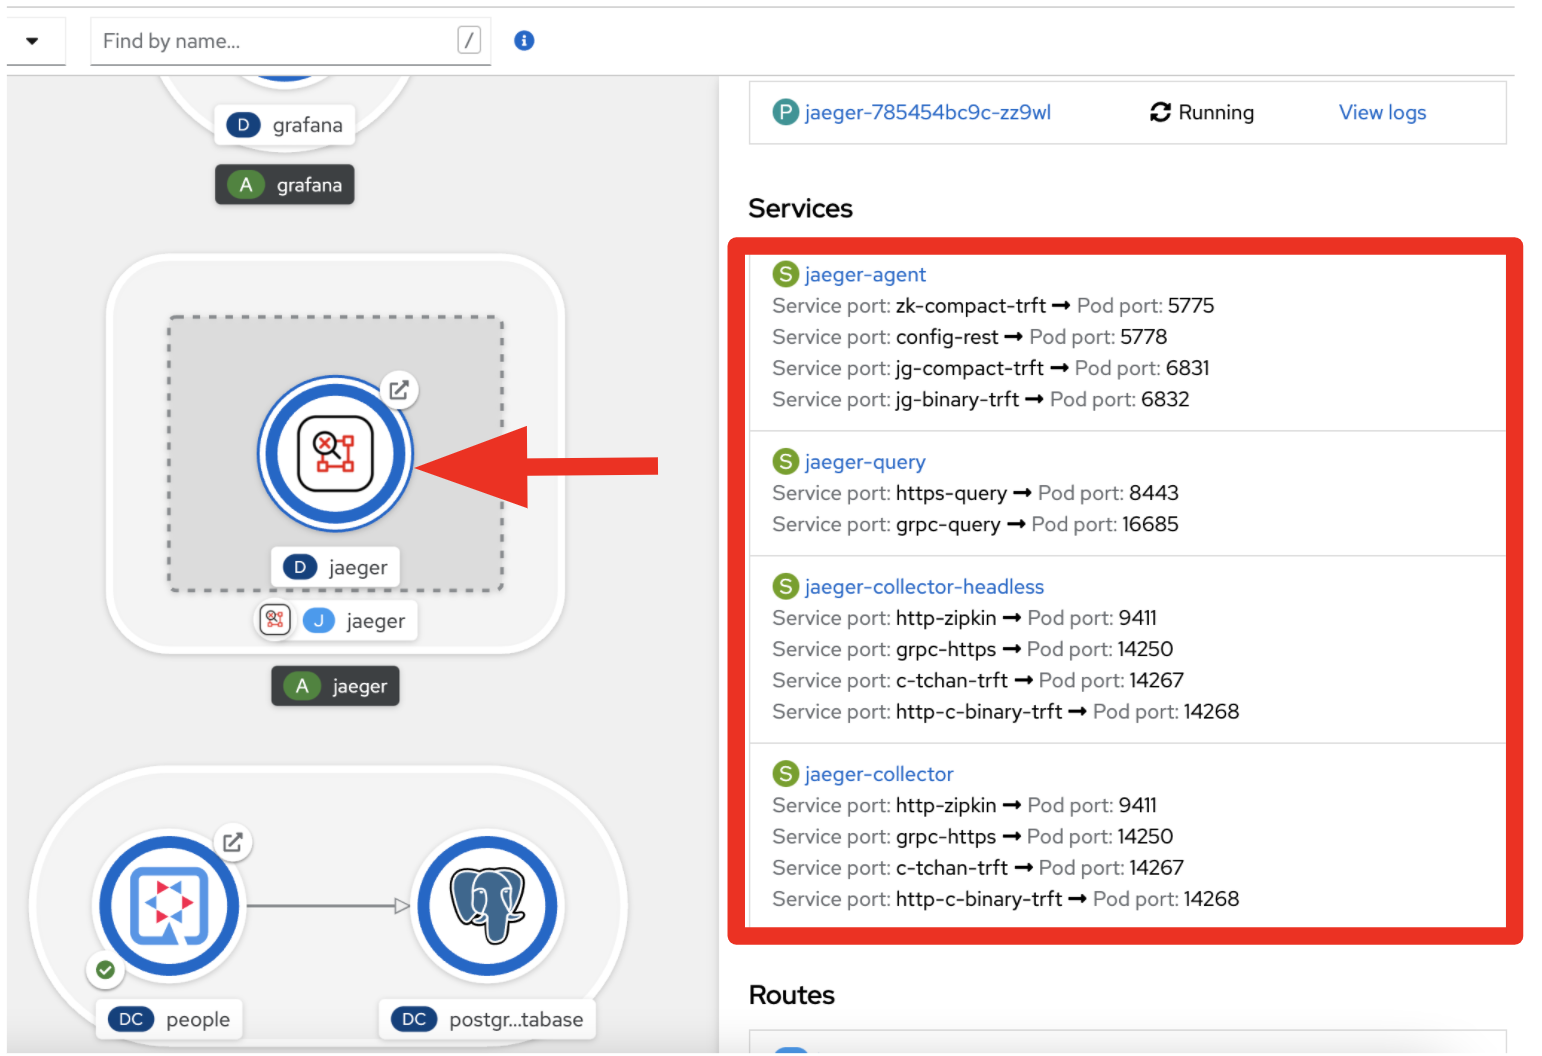 Find by name... /
D grafana
A grafana
D jaeger
J jaeger
A jaeger
DC people
DC postgr...tabase
P jaeger-785454bc9c-zz9wl Running View logs
Services
S jaeger-agent
Service port: zk-compact-trft → Pod port: 5775
Service port: config-rest → Pod port: 5778
Service port: jg-compact-trft → Pod port: 6831
Service port: jg-binary-trft → Pod port: 6832
S jaeger-query
Service port: https-query → Pod port: 8443
Service port: grpc-query → Pod port: 16685
S jaeger-collector-headless
Service port: http-zipkin → Pod port: 9411
Service port: grpc-https → Pod port: 14250
Service port: c-tchan-trft → Pod port: 14267
Service port: http-c-binary-trft → Pod port: 14268
S jaeger-collector
Service port: http-zipkin → Pod port: 9411
Service port: grpc-https → Pod port: 14250
Service port: c-tchan-trft → Pod port: 14267
Service port: http-c-binary-trft → Pod port: 14268
Routes